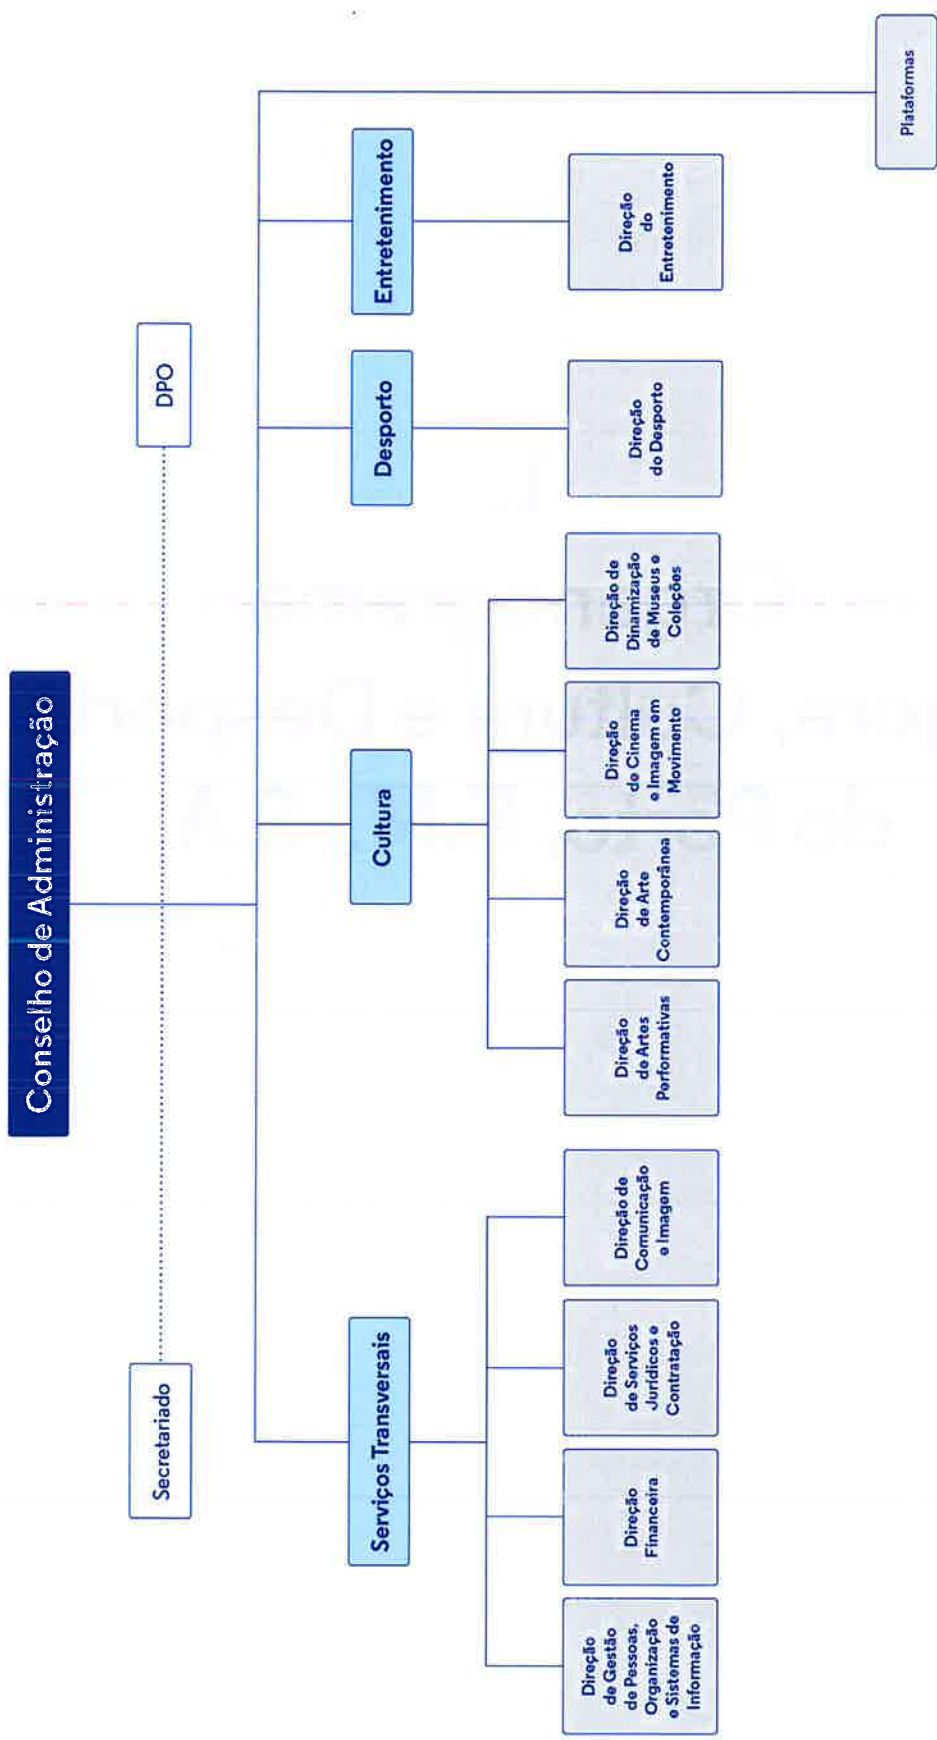 Conselho de Administração
Secretariado
DPO
Serviços Transversais
Cultura
Desporto
Entretenimento
Direção
de Gestão
de Pessoas,
Organização
e Sistemas de
Informação
Direção
Financeira
Direção
de Serviços
Jurídicos e
Contratação
Direção de
Comunicação
e Imagem
Direção
de Artes
Performativas
Direção
de Arte
Contemporânea
Direção
de Cinema
e Imagem em
Movimento
Direção de
Dinamização
de Museus e
Coleções
Direção
do Desporto
Direção
do
Entretenimento
Plataformas